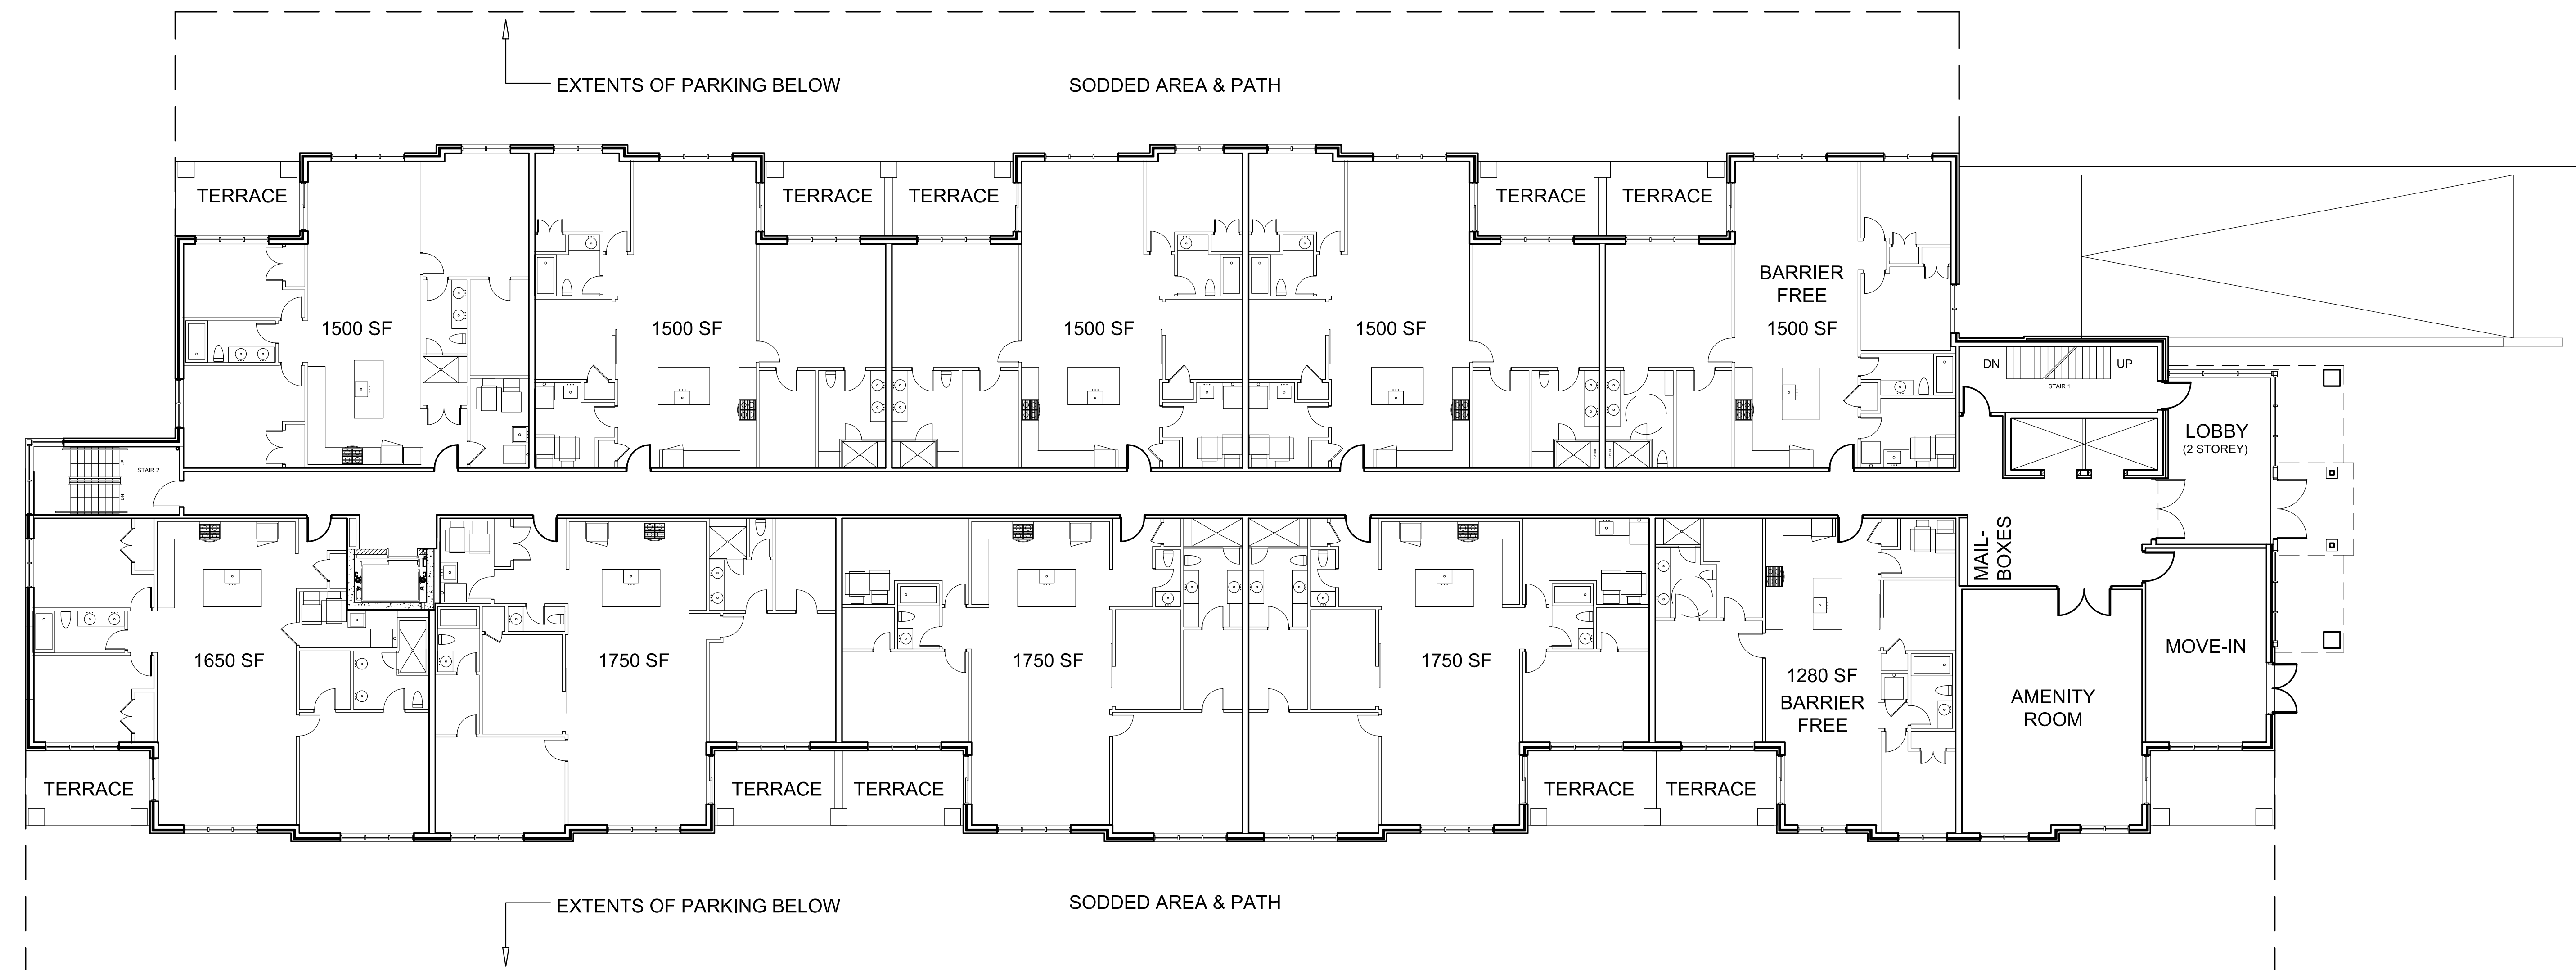 EXTENTS OF PARKING BELOW
SODDED AREA & PATH
TERRACE
TERRACE
TERRACE
TERRACE
TERRACE
BARRIER
FREE
1500 SF
1500 SF
1500 SF
1500 SF
1500 SF
DN
UP
STAIR 1
LOBBY
(2 STOREY)
STAIR 2
UP
DN
MAIL-
BOXES
1650 SF
1750 SF
1750 SF
1750 SF
1280 SF
BARRIER
FREE
AMENITY
ROOM
MOVE-IN
TERRACE
TERRACE
TERRACE
TERRACE
TERRACE
EXTENTS OF PARKING BELOW
SODDED AREA & PATH